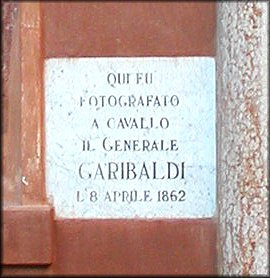 QUI FU
FOTOGRAFATO
A CAVALLO
IL GENERALE
GARIBALDI
L'8 APRILE 1862